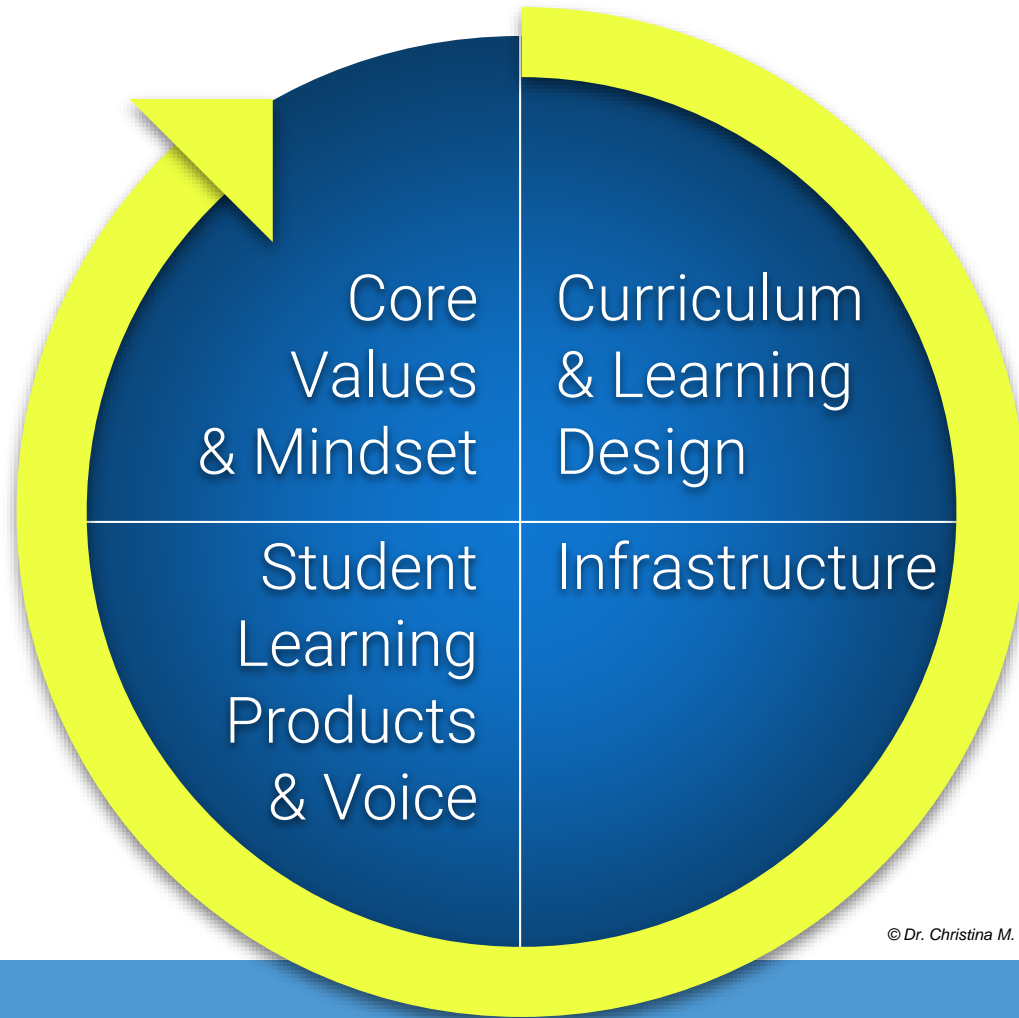 Core
Values
& Mindset
Curriculum
& Learning
Design
Student
Learning
Products
& Voice
Infrastructure
© Dr. Christina M.